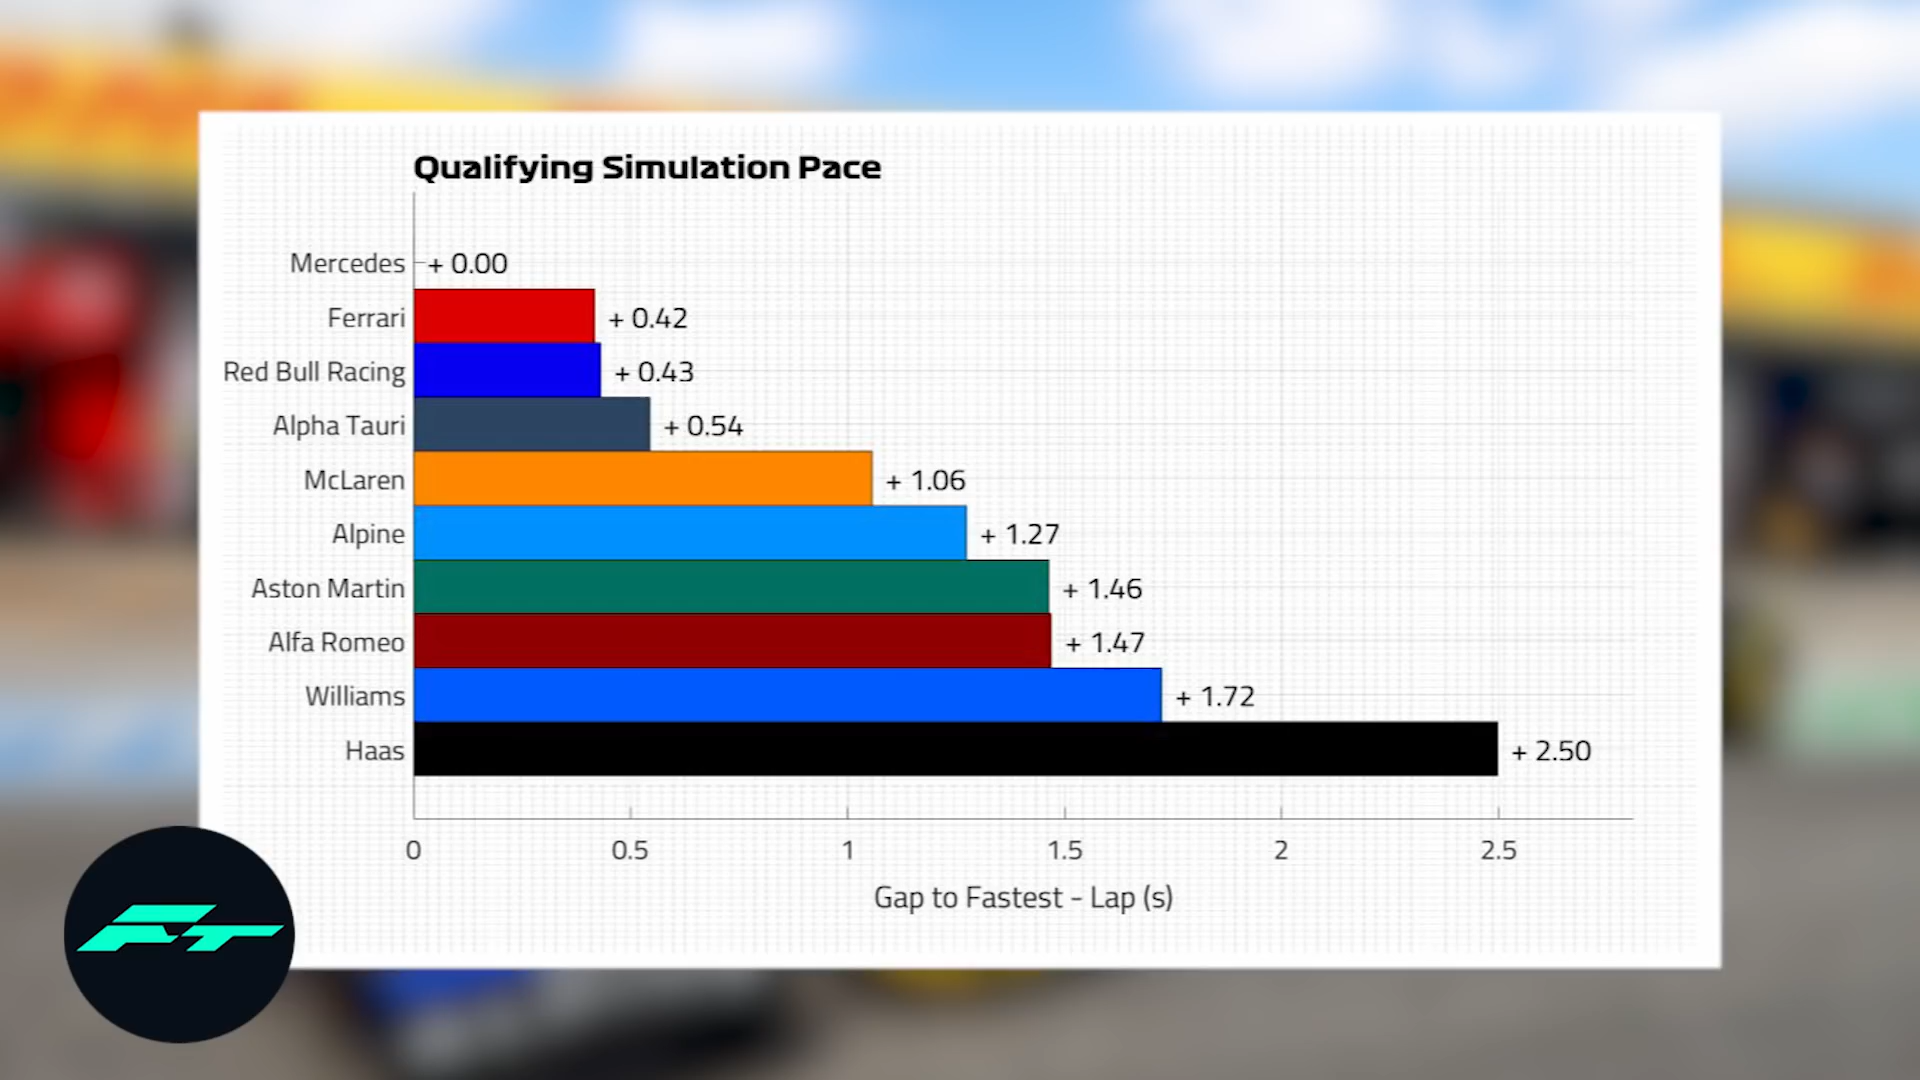 Qualifying Simulation Pace
Mercedes + 0.00
Ferrari + 0.42
Red Bull Racing + 0.43
Alpha Tauri + 0.54
McLaren + 1.06
Alpine + 1.27
Aston Martin + 1.46
Alfa Romeo + 1.47
Williams + 1.72
Haas + 2.50
0 0.5 1 1.5 2 2.5
Gap to Fastest - Lap (s)
FT